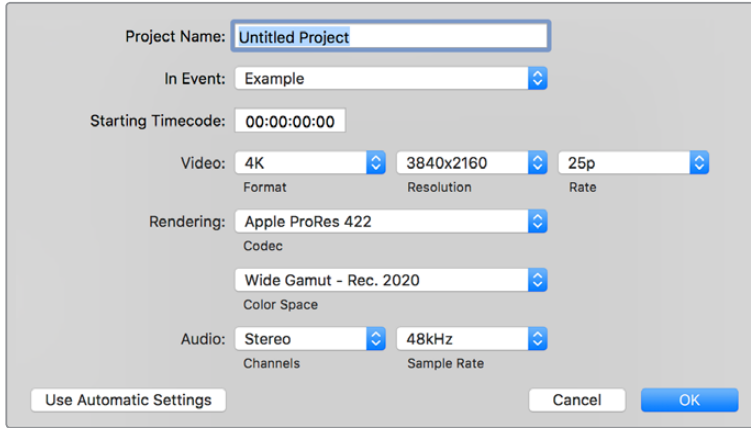 Project Name: Untitled Project
In Event: Example
Starting Timecode: 00:00:00:00
Video: 4K 3840x2160 25p
Format Resolution Rate
Rendering: Apple ProRes 422
Codec
Wide Gamut - Rec. 2020
Color Space
Audio: Stereo 48kHz
Channels Sample Rate
Use Automatic Settings Cancel OK